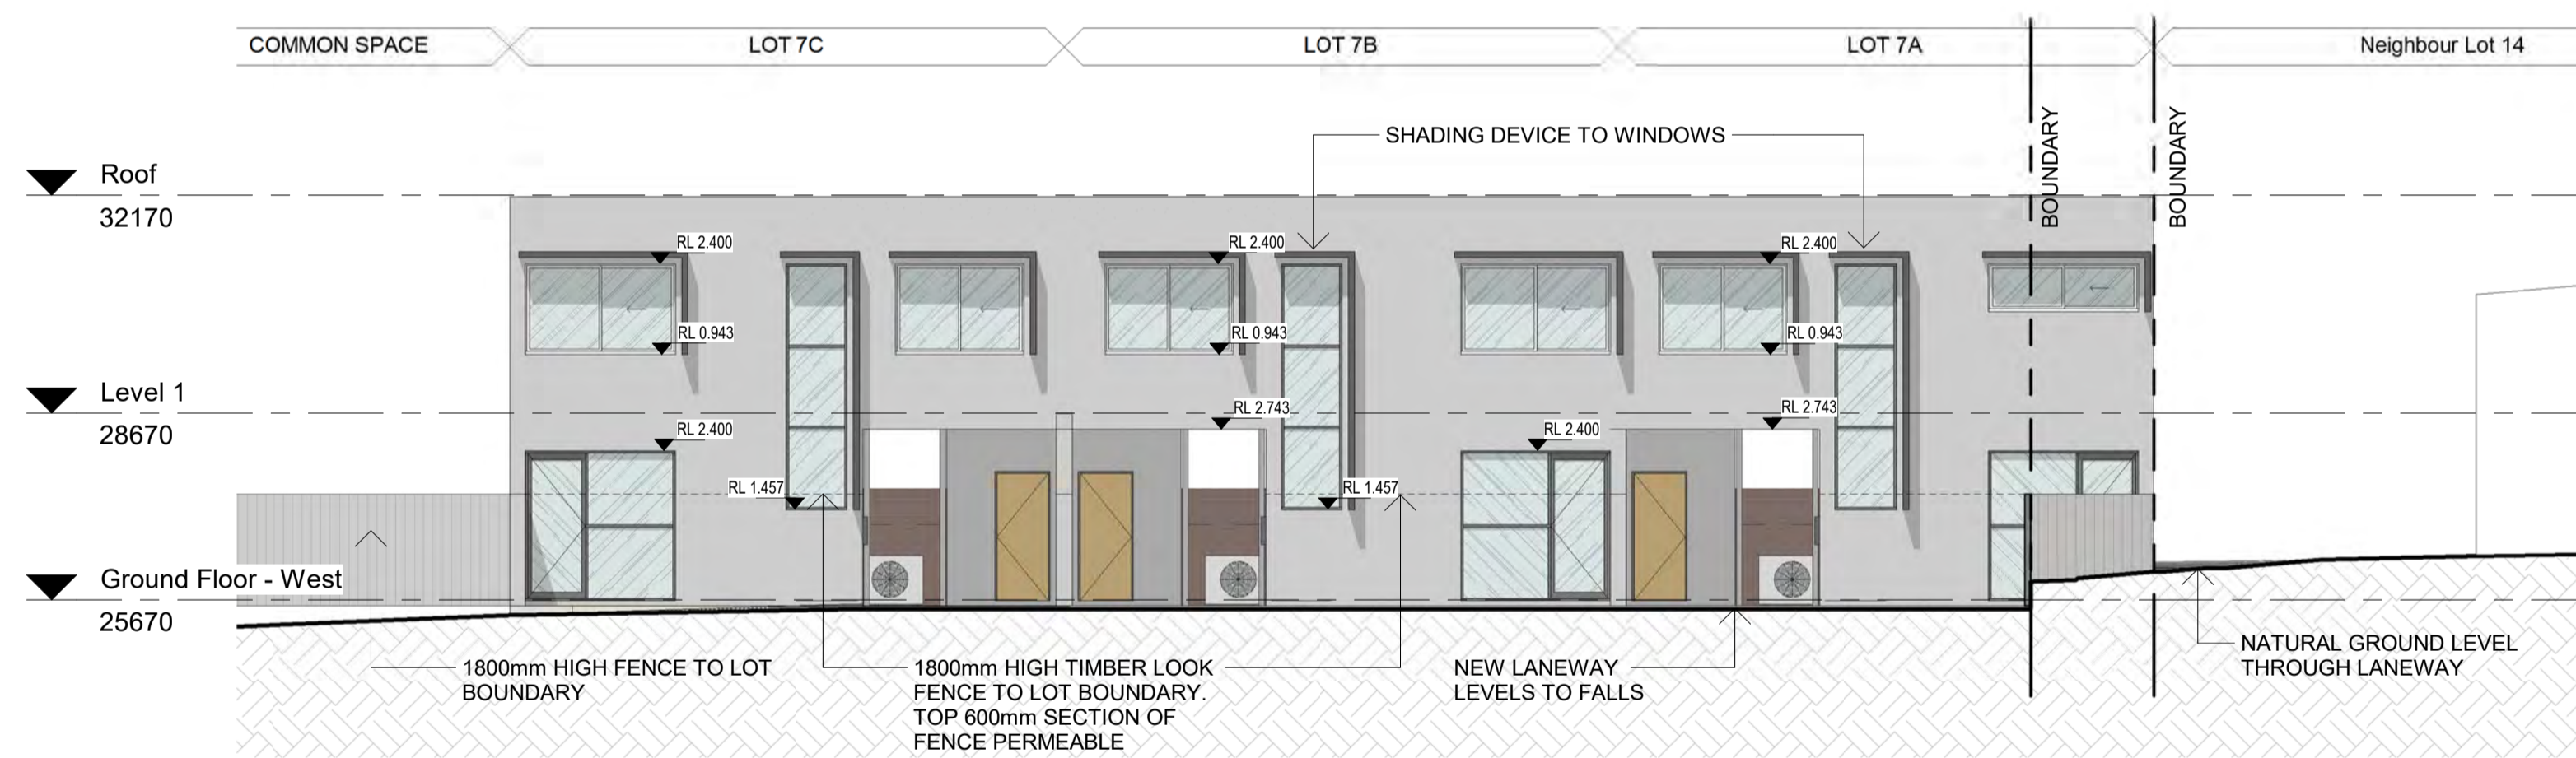 COMMON SPACE
LOT 7C
LOT 7B
LOT 7A
Neighbour Lot 14
BOUNDARY
BOUNDARY
SHADING DEVICE TO WINDOWS
Roof
32170
RL 2.400
RL 2.400
RL 2.400
RL 0.943
RL 0.943
RL 0.943
Level 1
28670
RL 2.743
RL 2.743
RL 2.400
RL 2.400
RL 1.457
RL 1.457
Ground Floor - West
25670
1800mm HIGH FENCE TO LOT
BOUNDARY
1800mm HIGH TIMBER LOOK
FENCE TO LOT BOUNDARY.
TOP 600mm SECTION OF
FENCE PERMEABLE
NEW LANEWAY
LEVELS TO FALLS
NATURAL GROUND LEVEL
THROUGH LANEWAY